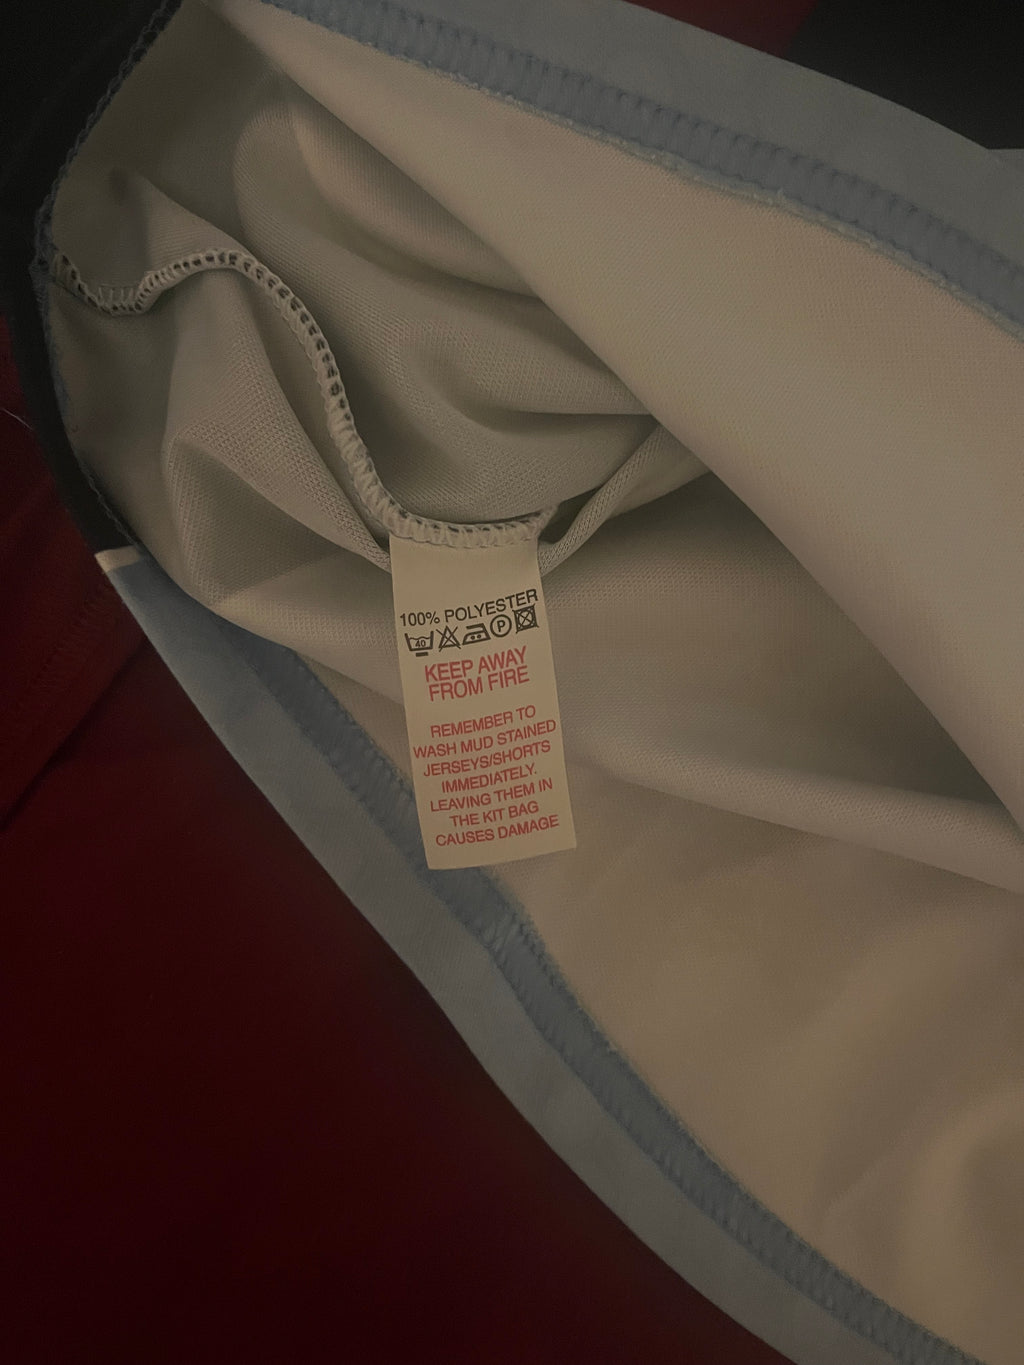 100% POLYESTER
40 P
KEEP AWAY
FROM FIRE
REMEMBER TO
WASH MUD STAINED
JERSEYS/SHORTS
IMMEDIATELY.
LEAVING THEM IN
THE KIT BAG
CAUSES DAMAGE